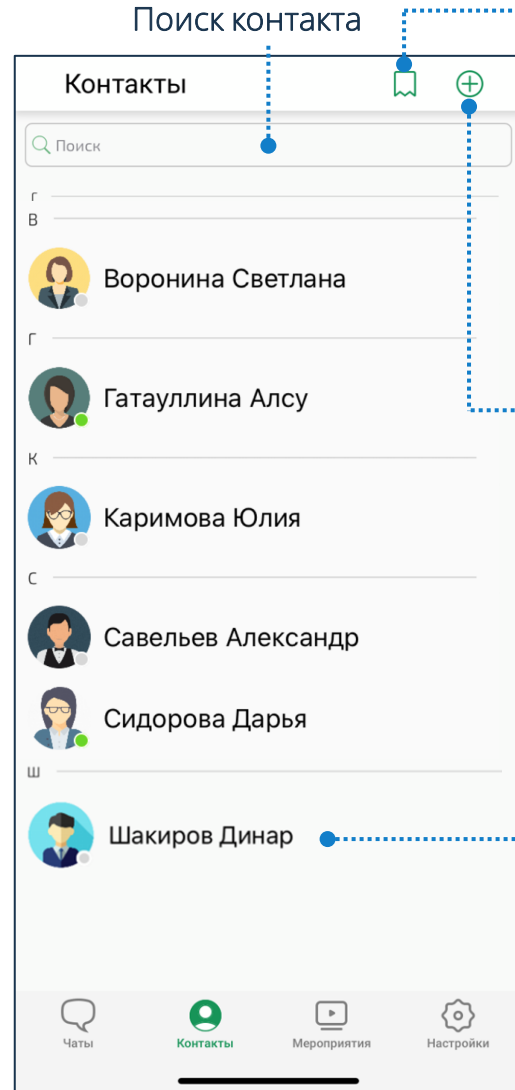 Поиск контакта
Контакты
Поиск
г
В
Воронина Светлана
Г
Гатауллина Алсу
К
Каримова Юлия
С
Савельев Александр
Сидорова Дарья
Ш
Шакиров Динар
Чаты
Контакты
Мероприятия
Настройки